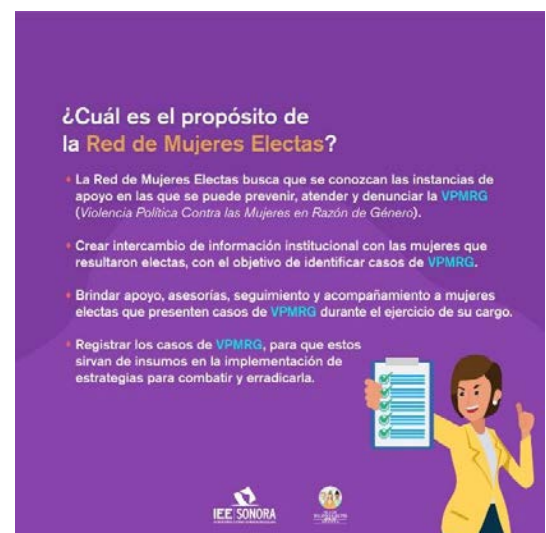 ¿Cuál es el propósito de
la Red de Mujeres Electas?
• La Red de Mujeres Electas busca que se conozcan las instancias de
apoyo en las que se puede prevenir, atender y denunciar la VPMRG
(Violencia Política Contra las Mujeres en Razón de Género).
• Crear intercambio de información institucional con las mujeres que
resultaron electas, con el objetivo de identificar casos de VPMRG.
• Brindar apoyo, asesorías, seguimiento y acompañamiento a mujeres
electas que presenten casos de VPMRG durante el ejercicio de su cargo.
• Registrar los casos de VPMRG, para que estos
sirvan de insumos en la implementación de
estrategias para combatir y erradicarla.
IEE SONORA